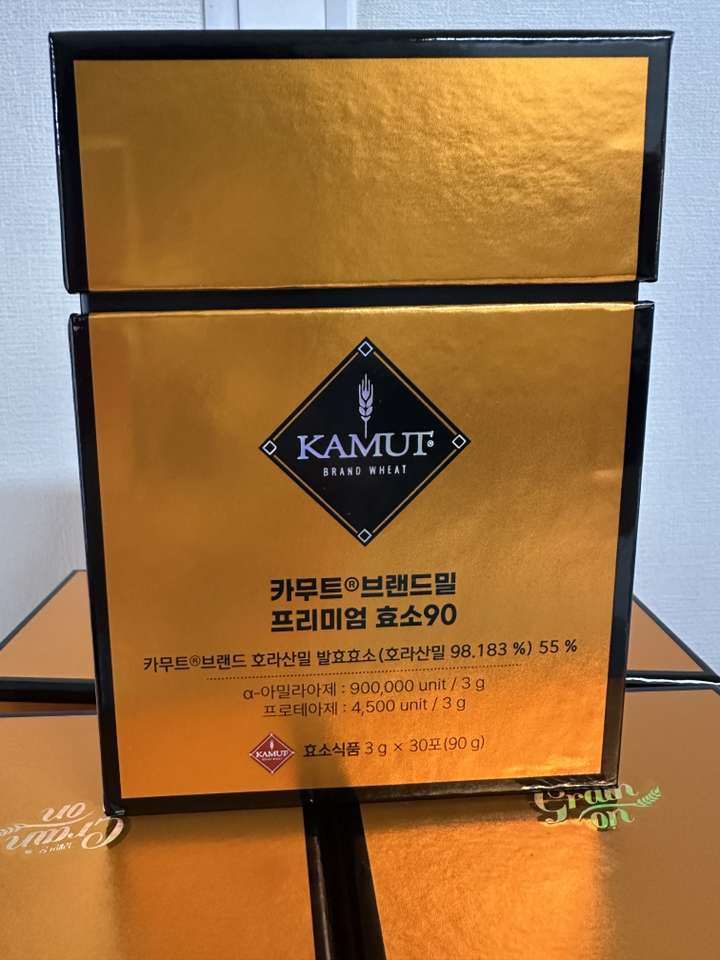 KAMUT®
BRAND WHEAT
카무트®브랜드밀
프리미엄 효소90
카무트®브랜드 호라산밀 발효효소(호라산밀 98.183 %) 55 %
α-아밀라아제 : 900,000 unit / 3 g
프로테아제 : 4,500 unit / 3 g
KAMUT
효소식품 3 g × 30포(90 g)
Grain
on
Grain
on